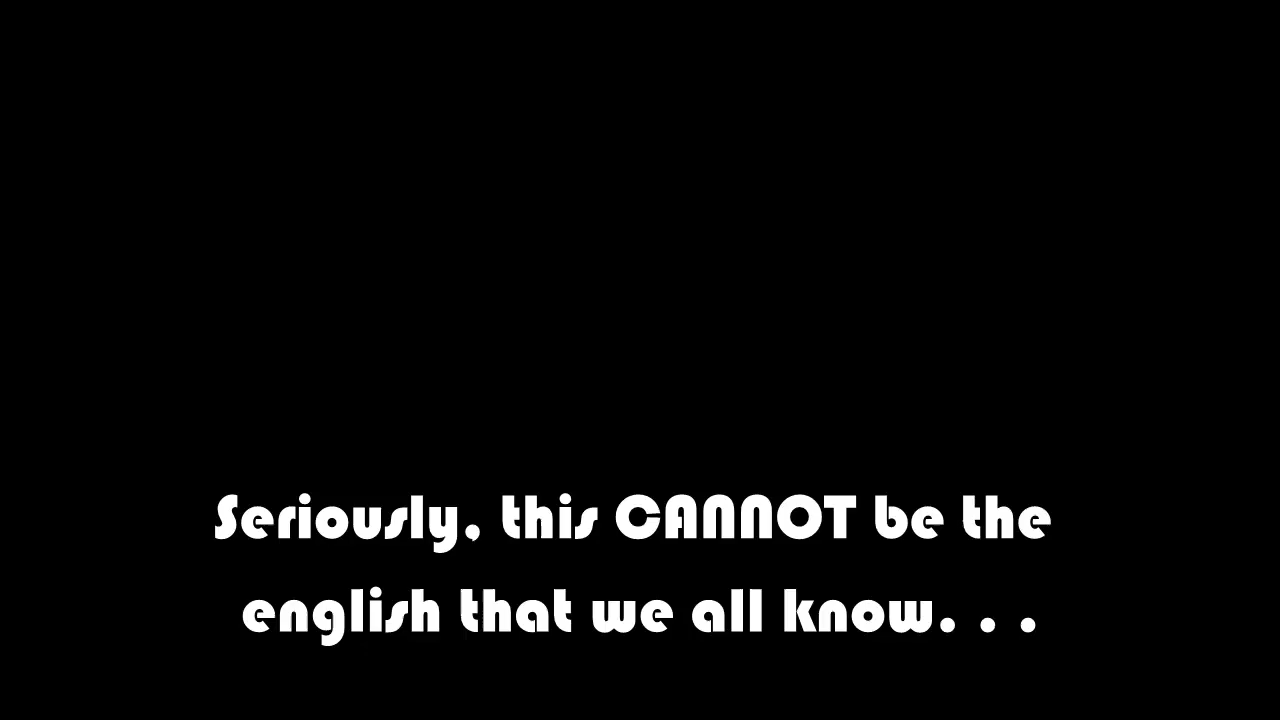 Seriously, this CANNOT be the
english that we all know. . .